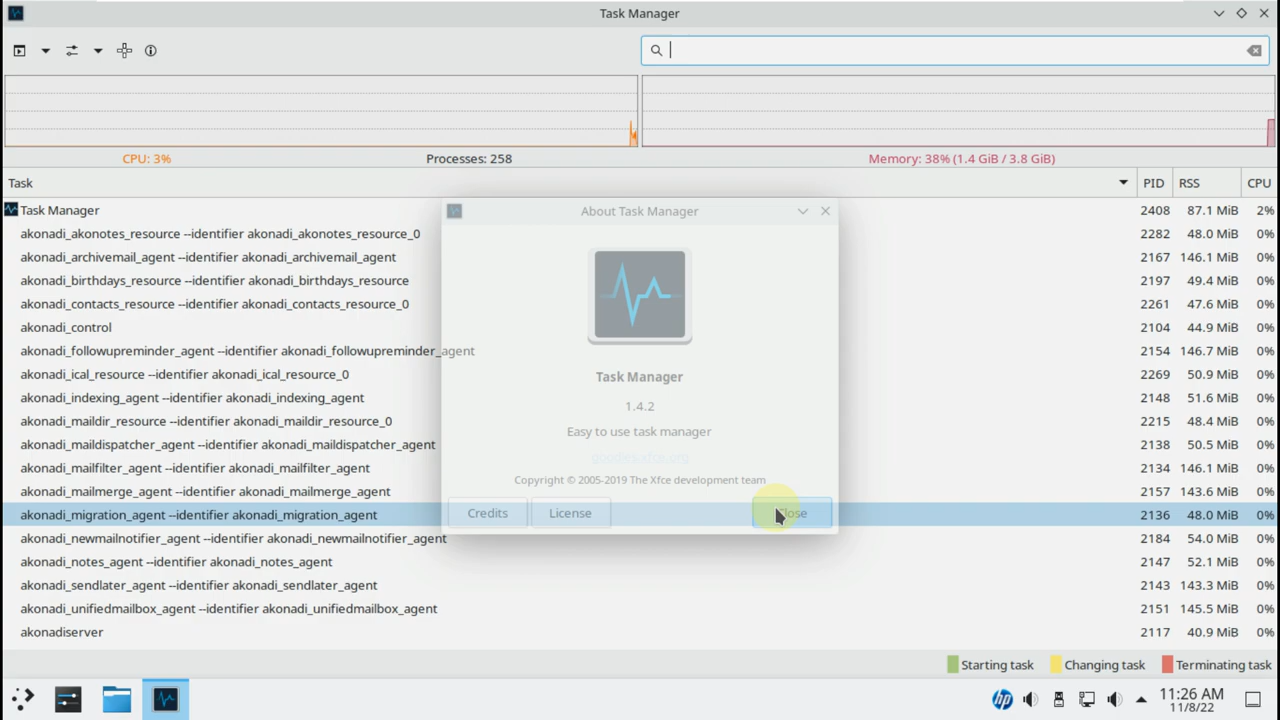 Task Manager
CPU: 3% Processes: 258 Memory: 38% (1.4 GiB / 3.8 GiB)
Task PID RSS CPU
Task Manager 2408 87.1 MiB 2%
akonadi_akonotes_resource --identifier akonadi_akonotes_resource_0 2282 48.0 MiB 0%
akonadi_archivemail_agent --identifier akonadi_archivemail_agent 2167 146.1 MiB 0%
akonadi_birthdays_resource --identifier akonadi_birthdays_resource 2197 49.4 MiB 0%
akonadi_contacts_resource --identifier akonadi_contacts_resource_0 2261 47.6 MiB 0%
akonadi_control 2104 44.9 MiB 0%
akonadi_followupreminder_agent --identifier akonadi_followupreminder_agent 2154 146.7 MiB 0%
akonadi_ical_resource --identifier akonadi_ical_resource_0 2269 50.9 MiB 0%
akonadi_indexing_agent --identifier akonadi_indexing_agent 2148 51.6 MiB 0%
akonadi_maildir_resource --identifier akonadi_maildir_resource_0 2215 48.4 MiB 0%
akonadi_maildispatcher_agent --identifier akonadi_maildispatcher_agent 2138 50.5 MiB 0%
akonadi_mailfilter_agent --identifier akonadi_mailfilter_agent 2134 146.1 MiB 0%
akonadi_mailmerge_agent --identifier akonadi_mailmerge_agent 2157 143.6 MiB 0%
akonadi_migration_agent --identifier akonadi_migration_agent 2136 48.0 MiB 0%
akonadi_newmailnotifier_agent --identifier akonadi_newmailnotifier_agent 2184 54.0 MiB 0%
akonadi_notes_agent --identifier akonadi_notes_agent 2147 52.1 MiB 0%
akonadi_sendlater_agent --identifier akonadi_sendlater_agent 2143 143.3 MiB 0%
akonadi_unifiedmailbox_agent --identifier akonadi_unifiedmailbox_agent 2151 145.5 MiB 0%
akonadiserver 2117 40.9 MiB 0%
About Task Manager
Task Manager
1.4.2
Easy to use task manager
goodies.xfce.org
Copyright © 2005-2019 The Xfce development team
Credits License Close
Starting task Changing task Terminating task
hp 11:26 AM
11/8/22